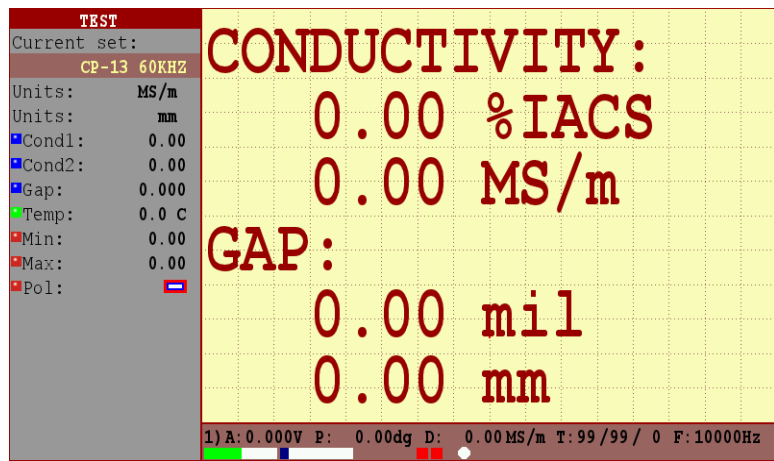 TEST
Current set:
CP-13 60KHZ
Units: MS/m
Units: mm
Cond1: 0.00
Cond2: 0.00
Gap: 0.000
Temp: 0.0 C
Min: 0.00
Max: 0.00
Pol:
CONDUCTIVITY:
0.00 %IACS
0.00 MS/m
GAP:
0.00 mil
0.00 mm
1)A:0.000V P: 0.00dg D: 0.00MS/m T:99/99/ 0 F:10000Hz